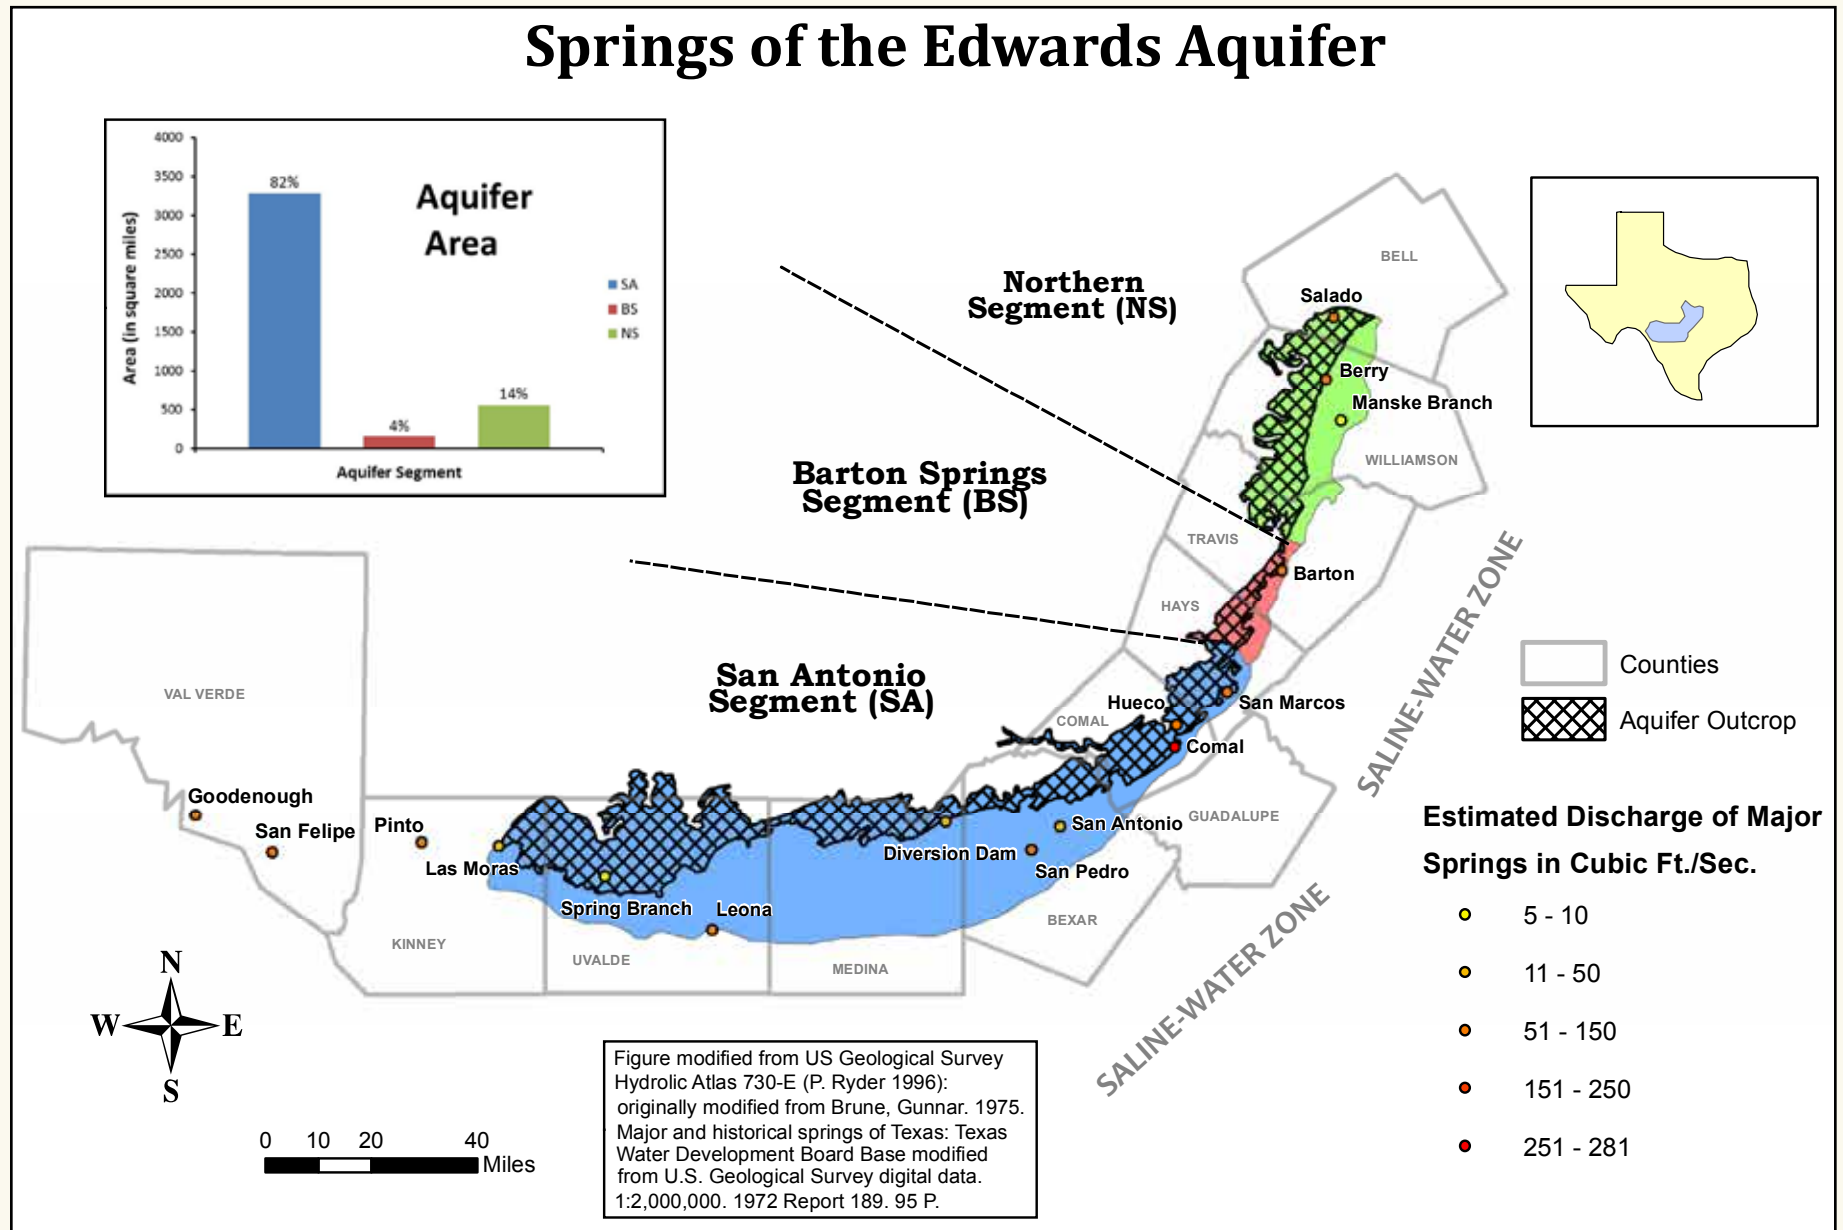 Springs of the Edwards Aquifer
4000
3500
3000
2500
2000
1500
1000
500
0
Area (in square miles)
82%
4%
14%
Aquifer
Area
SA
BS
NS
Aquifer Segment
Northern
Segment (NS)
Barton Springs
Segment (BS)
San Antonio
Segment (SA)
BELL
Salado
Berry
Manske Branch
WILLIAMSON
TRAVIS
Barton
HAYS
SALINE-WATER ZONE
Hueco
San Marcos
COMAL
Comal
GUADALUPE
VAL VERDE
Goodenough
San Felipe
Pinto
Las Moras
Spring Branch
Leona
Diversion Dam
San Antonio
San Pedro
KINNEY
UVALDE
MEDINA
BEXAR
SALINE-WATER ZONE
Counties
Aquifer Outcrop
Estimated Discharge of Major
Springs in Cubic Ft./Sec.
5 - 10
11 - 50
51 - 150
151 - 250
251 - 281
N
W
E
S
0 10 20 40
Miles
Figure modified from US Geological Survey
Hydrolic Atlas 730-E (P. Ryder 1996):
originally modified from Brune, Gunnar. 1975.
Major and historical springs of Texas: Texas
Water Development Board Base modified
from U.S. Geological Survey digital data.
1:2,000,000. 1972 Report 189. 95 P.